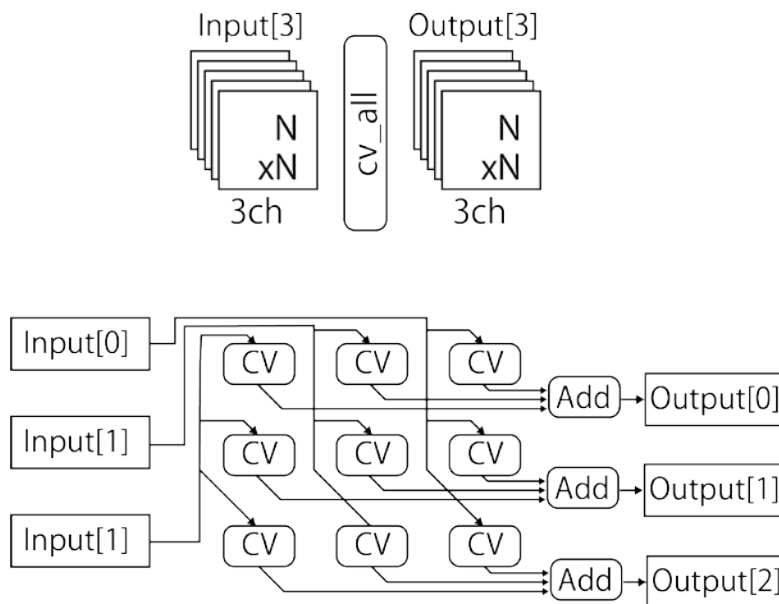 Input[3]
Output[3]
N
xN
cv_all
N
xN
3ch
3ch
Input[0]
CV
CV
CV
Add
Output[0]
Input[1]
CV
CV
CV
Add
Output[1]
Input[1]
CV
CV
CV
Add
Output[2]